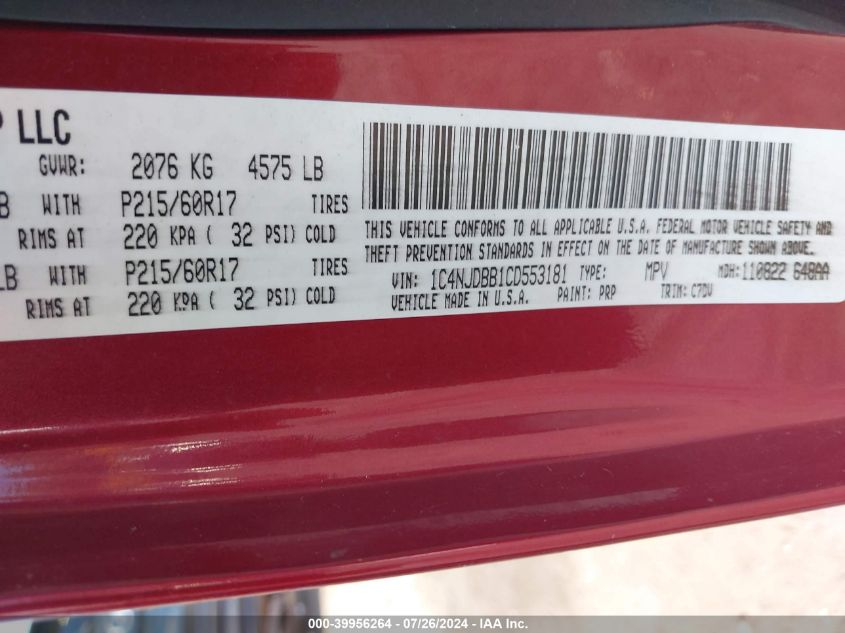 P LLC
GVWR: 2076 KG 4575 LB
B WITH P215/60R17 TIRES
RIMS AT 220 KPA ( 32 PSI) COLD
LB WITH P215/60R17 TIRES
RIMS AT 220 KPA ( 32 PSI) COLD
THIS VEHICLE CONFORMS TO ALL APPLICABLE U.S.A. FEDERAL MOTOR VEHICLE SAFETY AND
THEFT PREVENTION STANDARDS IN EFFECT ON THE DATE OF MANUFACTURE SHOWN ABOVE.
VIN: 1C4NJDBB1CD553181 TYPE: MPV MDH: 110822 648AA
VEHICLE MADE IN U.S.A. PAINT: PRP TRIM: C7DV
000-39956264 / 07/26/2024 - IAA Inc.